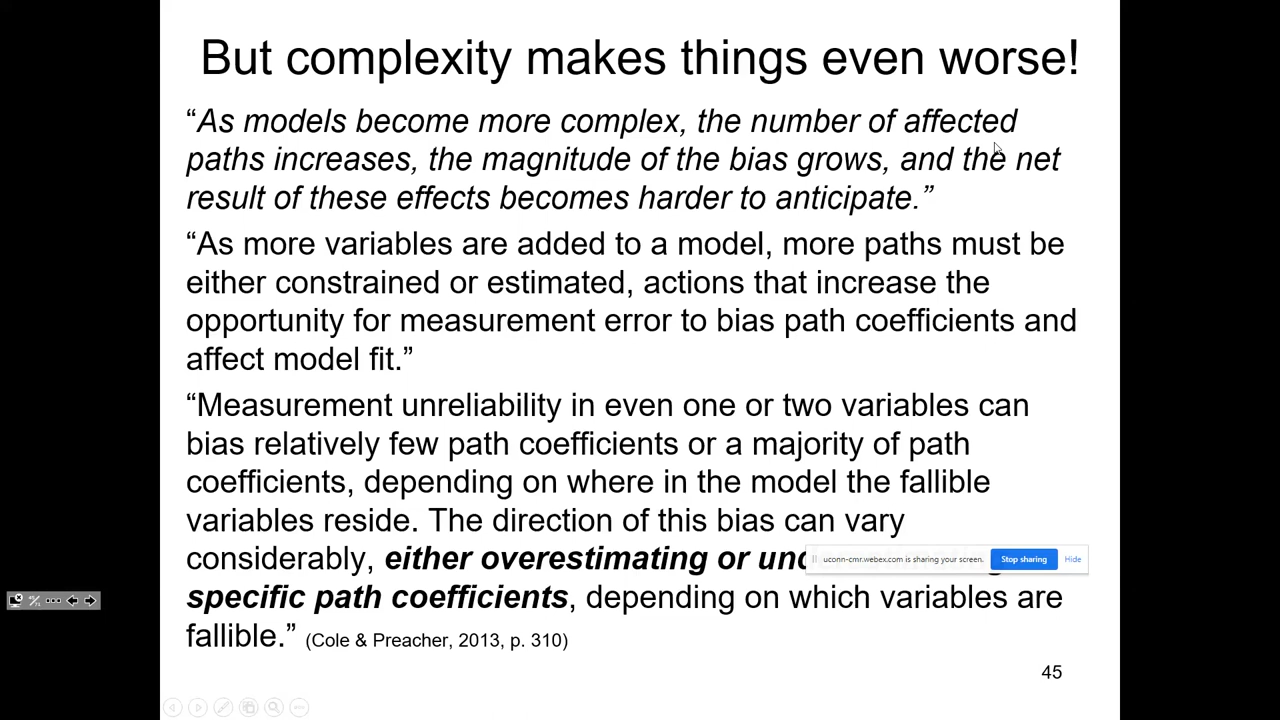 But complexity makes things even worse!
“As models become more complex, the number of affected
paths increases, the magnitude of the bias grows, and the net
result of these effects becomes harder to anticipate.”
“As more variables are added to a model, more paths must be
either constrained or estimated, actions that increase the
opportunity for measurement error to bias path coefficients and
affect model fit.”
“Measurement unreliability in even one or two variables can
bias relatively few path coefficients or a majority of path
coefficients, depending on where in the model the fallible
variables reside. The direction of this bias can vary
considerably, either overestimating or
uconn-cmr.webex.com is sharing your screen. Stop sharing Hide
specific path coefficients, depending on which variables are
fallible.” (Cole & Preacher, 2013, p. 310)
45